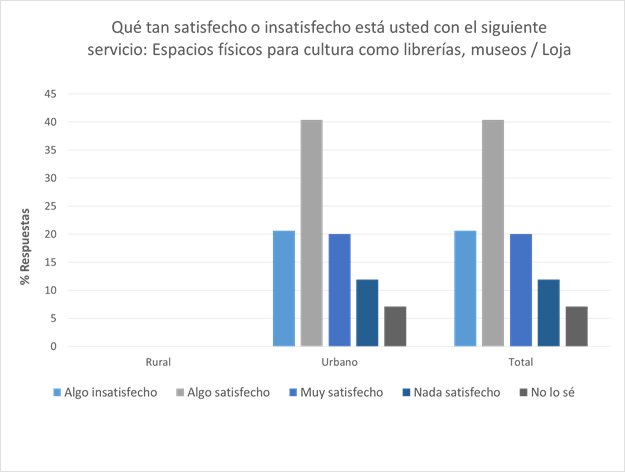 Qué tan satisfecho o insatisfecho está usted con el siguiente
servicio: Espacios físicos para cultura como librerías, museos / Loja
% Respuestas
45
40
35
30
25
20
15
10
5
0
Rural Urbano Total
Algo insatisfecho Algo satisfecho Muy satisfecho Nada satisfecho No lo sé